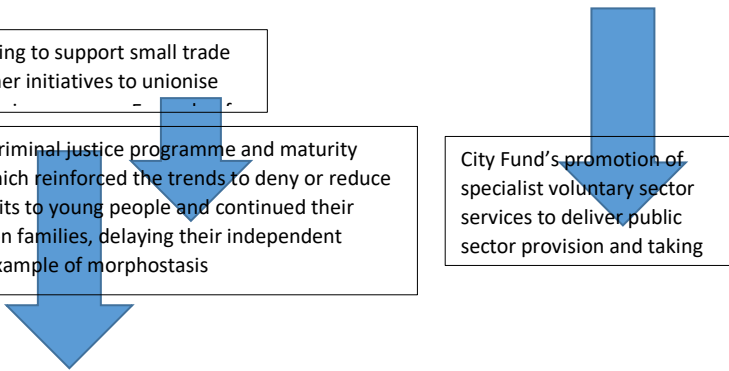 ing to support small trade
er initiatives to unionise
riminal justice programme and maturity
hich reinforced the trends to deny or reduce
its to young people and continued their
n families, delaying their independent
xample of morphostasis
City Fund's promotion of
specialist voluntary sector
services to deliver public
sector provision and taking